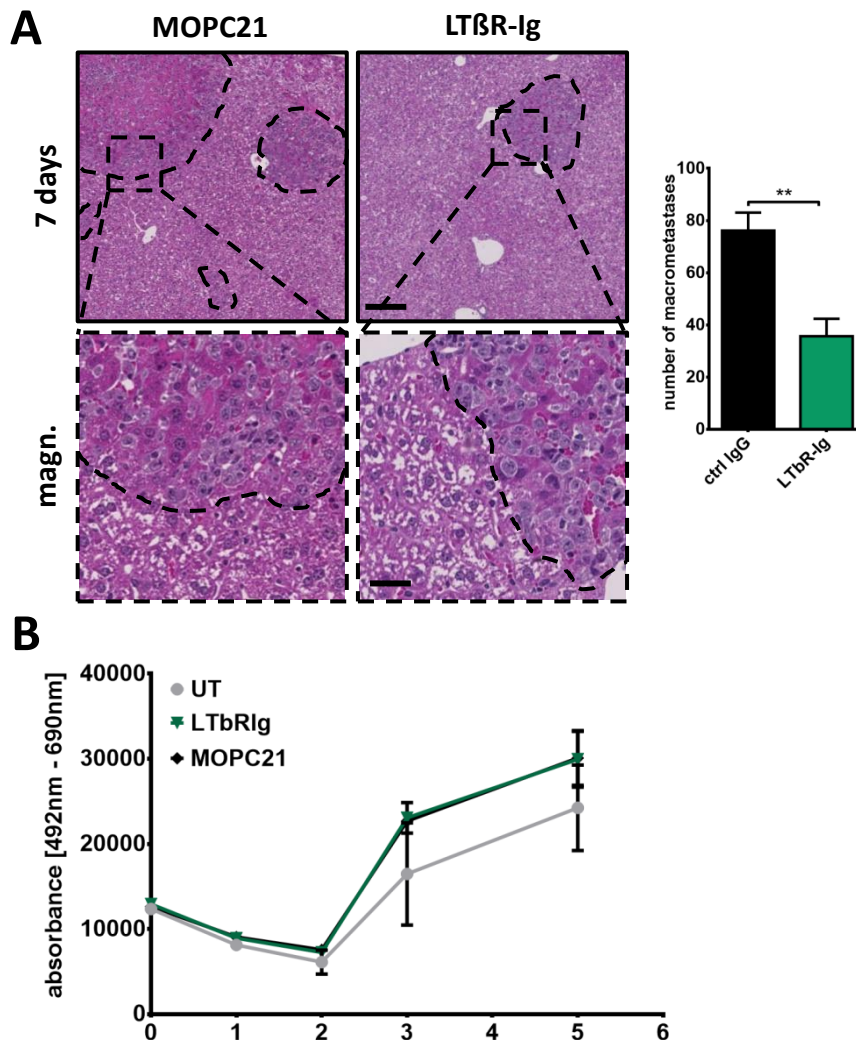 A
MOPC21
LTßR-Ig
7 days
magn.
number of macrometastases
100
80
60
40
20
0
**
ctrl IgG
LTbR-Ig
B
absorbance [492nm - 690nm]
40000
30000
20000
10000
0
UT
LTbRIg
MOPC21
0 1 2 3 4 5 6